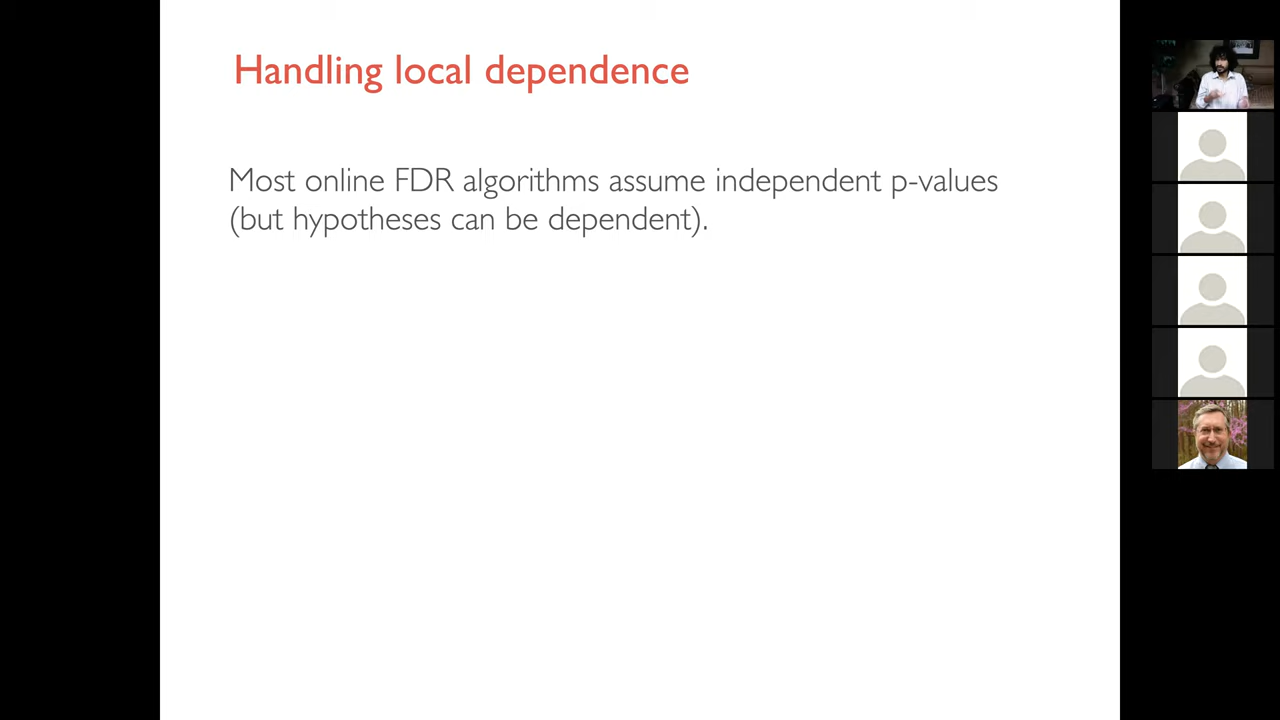 Handling local dependence
Most online FDR algorithms assume independent p-values
(but hypotheses can be dependent).